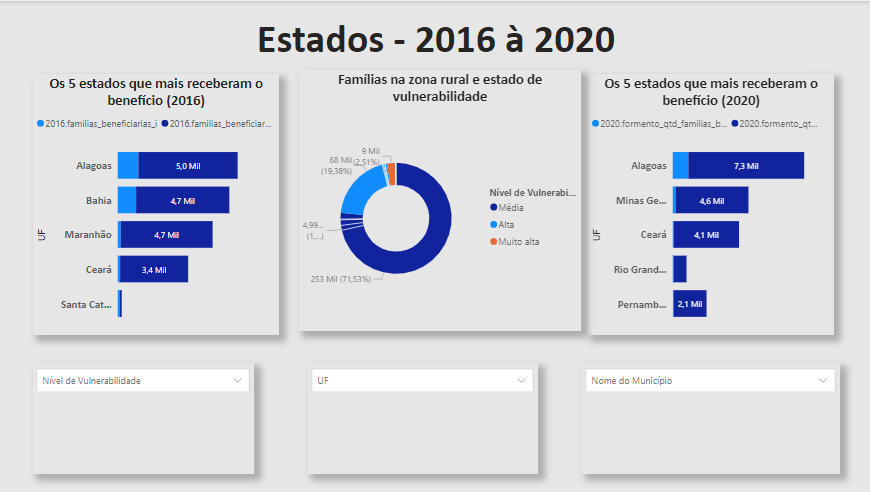 Estados - 2016 à 2020
Os 5 estados que mais receberam o
benefício (2016)
2016.familias_beneficiarias_i
2016.familias_beneficiar...
UF
Alagoas
5,0 Mil
Bahia
4,7 Mil
Maranhão
4,7 Mil
Ceará
3,4 Mil
Santa Cat...
Famílias na zona rural e estado de
vulnerabilidade
9 Mil
(2,51%)
68 Mil
(19,38%)
4,99...
(1,...)
253 Mil (71,53%)
Nível de Vulnerabi...
Média
Alta
Muito alta
Os 5 estados que mais receberam o
benefício (2020)
2020.formento_qtd_familias_b...
2020.formento_qt...
UF
Alagoas
7,3 Mil
Minas Ge...
4,6 Mil
Ceará
4,1 Mil
Rio Grand...
Pernamb...
2,1 Mil
Nível de Vulnerabilidade
UF
Nome do Município